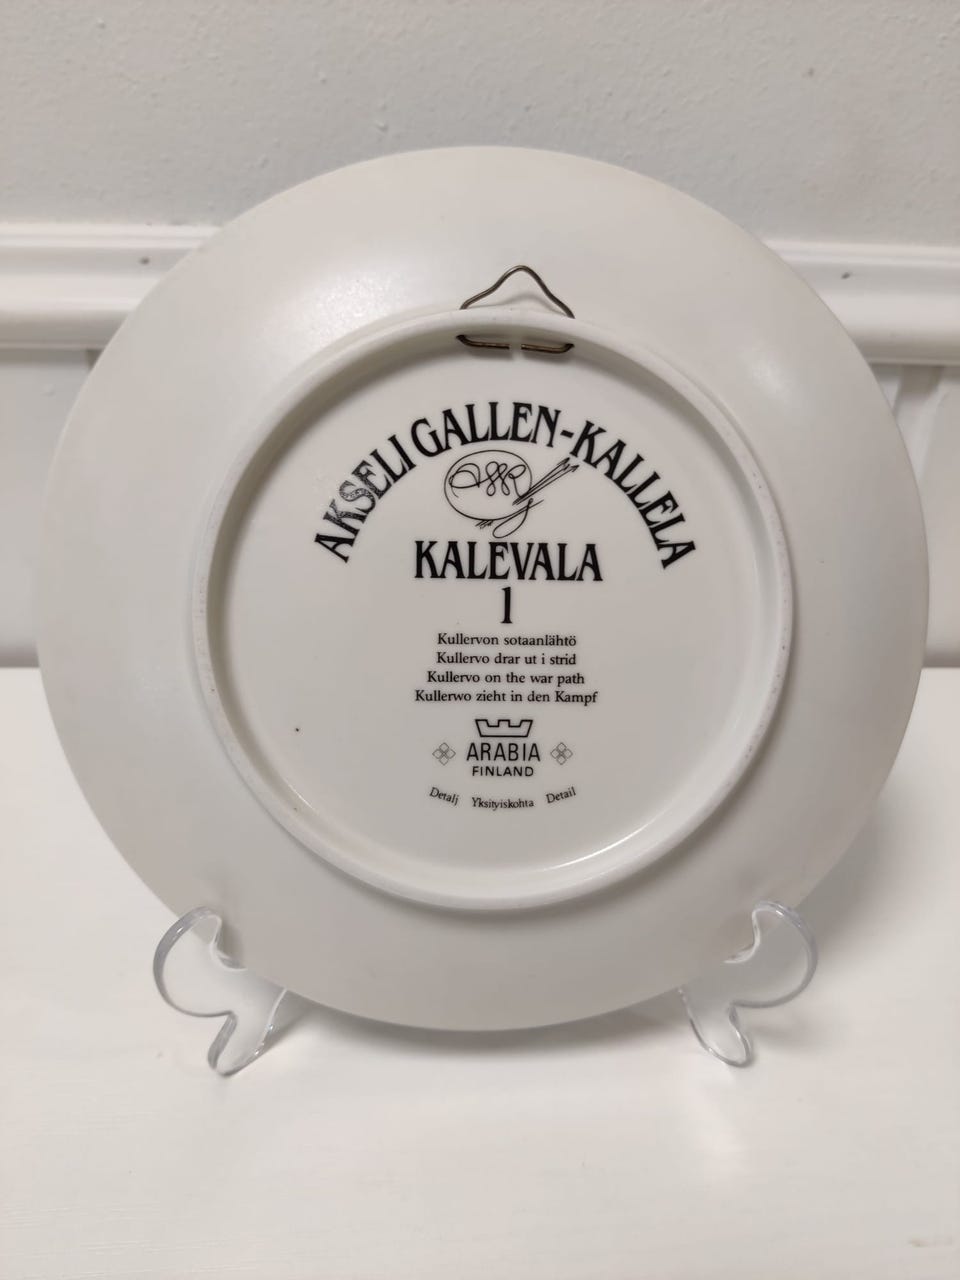 AKSELI GALLEN-KALLELA
KALEVALA
1
Kullervon sotaanlähtö
Kullervo drar ut i strid
Kullervo on the war path
Kullerwo zieht in den Kampf
ARABIA
FINLAND
Detalj Yksityiskohta Detail